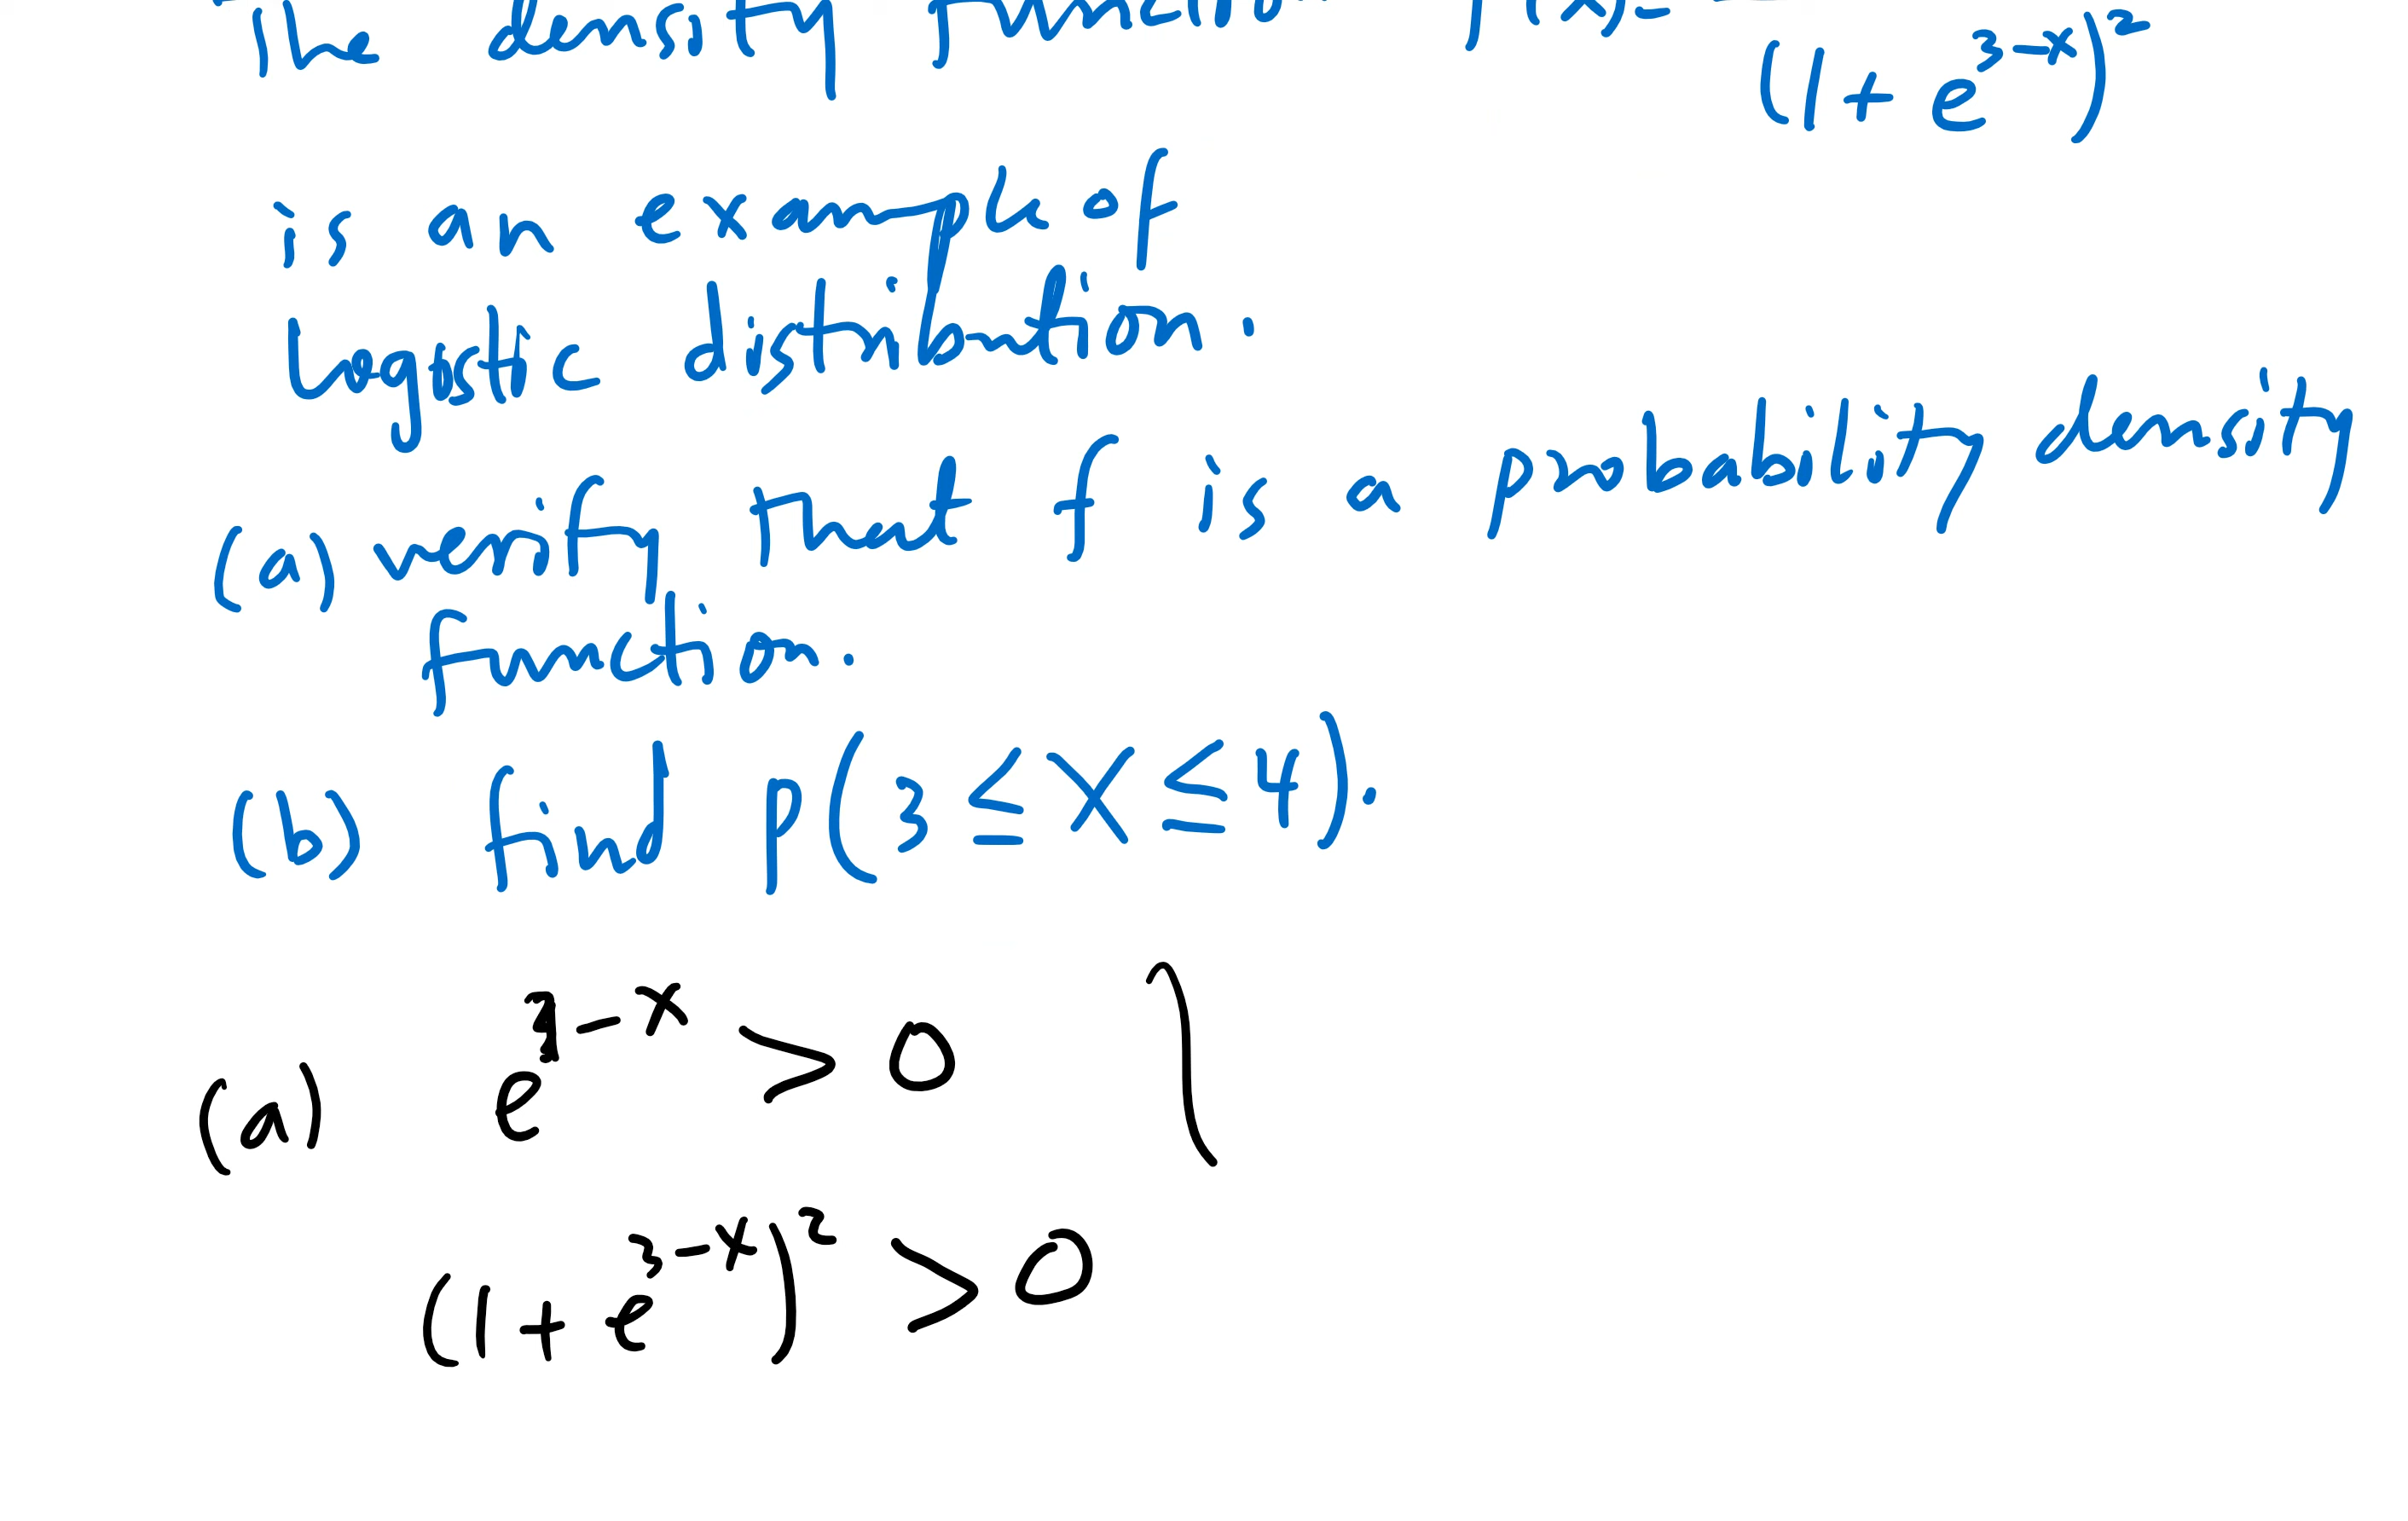 The density function f(x) =
(1 + e^{3-x})^2
is an example of
logistic distribution.
(a) verify that f is a probability density
function.
(b) find P(3 ≤ X ≤ 4).
(a) e^{3-x} > 0
(1 + e^{3-x})^2 > 0